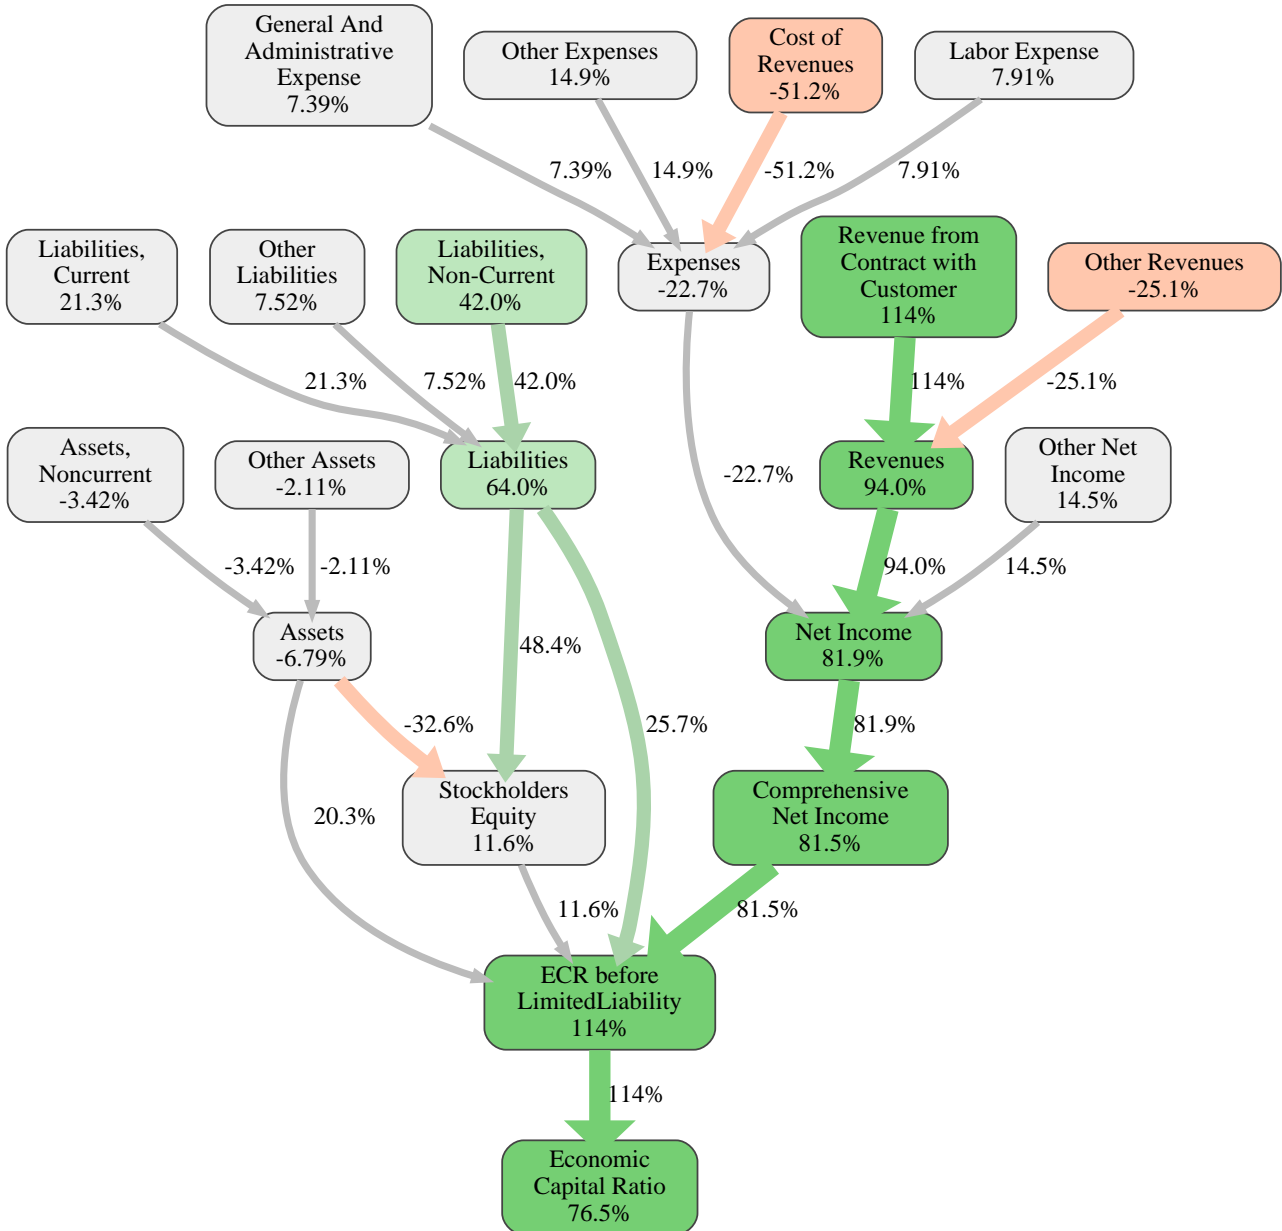 General And
Administrative
Expense
7.39%
Other Expenses
14.9%
Cost of
Revenues
-51.2%
Labor Expense
7.91%
7.39%
14.9%
-51.2%
7.91%
Liabilities,
Current
21.3%
Other
Liabilities
7.52%
Liabilities,
Non-Current
42.0%
Expenses
-22.7%
Revenue from
Contract with
Customer
114%
Other Revenues
-25.1%
21.3%
7.52%
42.0%
114%
-25.1%
Assets,
Noncurrent
-3.42%
Other Assets
-2.11%
Liabilities
64.0%
-22.7%
Revenues
94.0%
Other Net
Income
14.5%
-3.42%
-2.11%
94.0%
14.5%
Assets
-6.79%
48.4%
Net Income
81.9%
-32.6%
25.7%
81.9%
20.3%
Stockholders
Equity
11.6%
Comprehensive
Net Income
81.5%
11.6%
81.5%
ECR before
LimitedLiability
114%
114%
Economic
Capital Ratio
76.5%